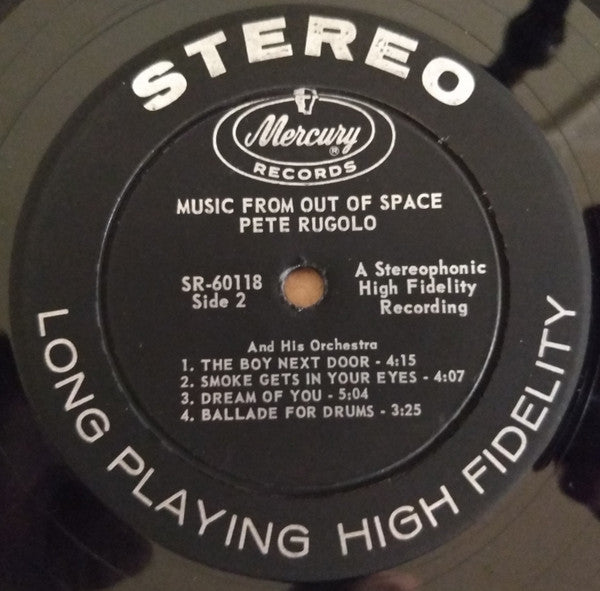 STEREO
Mercury®
RECORDS
MUSIC FROM OUT OF SPACE
PETE RUGOLO
SR-60118
Side 2
A Stereophonic
High Fidelity
Recording
And His Orchestra
1. THE BOY NEXT DOOR - 4:15
2. SMOKE GETS IN YOUR EYES - 4:07
3. DREAM OF YOU - 5:04
4. BALLADE FOR DRUMS - 3:25
LONG PLAYING HIGH FIDELITY